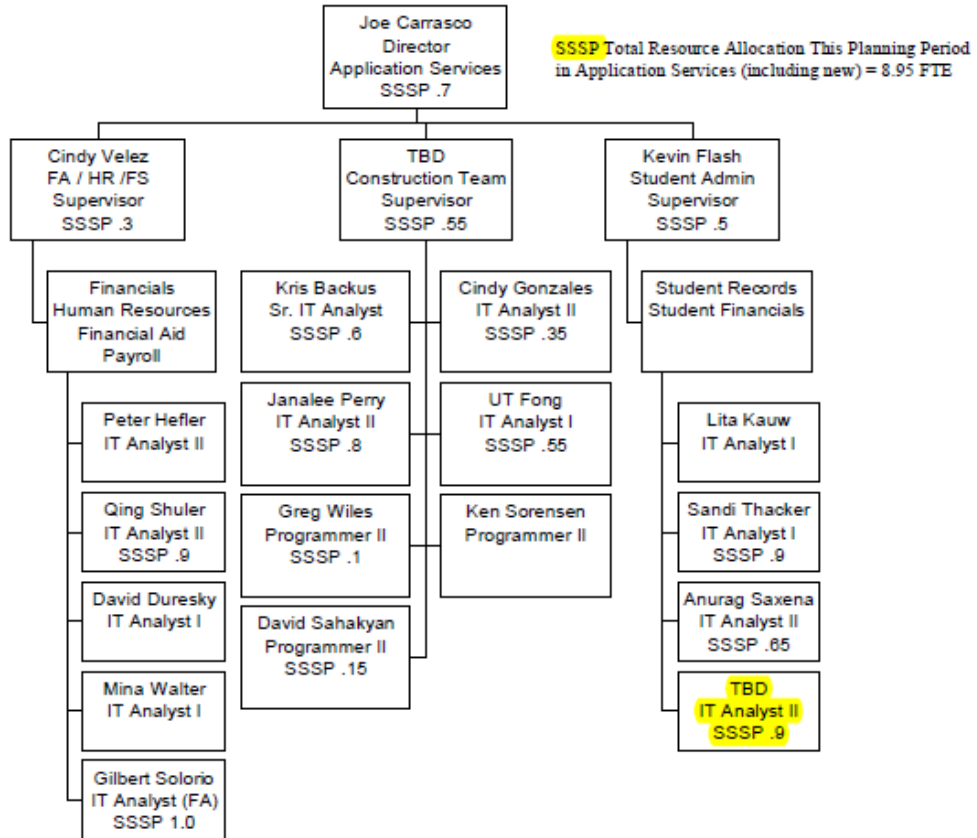 Joe Carrasco
Director
Application Services
SSSP .7
SSSP Total Resource Allocation This Planning Period
in Application Services (including new) = 8.95 FTE
Cindy Velez
FA / HR /FS
Supervisor
SSSP .3
TBD
Construction Team
Supervisor
SSSP .55
Kevin Flash
Student Admin
Supervisor
SSSP .5
Financials
Human Resources
Financial Aid
Payroll
Peter Hefler
IT Analyst II
Qing Shuler
IT Analyst II
SSSP .9
David Duresky
IT Analyst I
Mina Walter
IT Analyst I
Gilbert Solorio
IT Analyst (FA)
SSSP 1.0
Kris Backus
Sr. IT Analyst
SSSP .6
Cindy Gonzales
IT Analyst II
SSSP .35
Janalee Perry
IT Analyst II
SSSP .8
UT Fong
IT Analyst I
SSSP .55
Greg Wiles
Programmer II
SSSP .1
Ken Sorensen
Programmer II
David Sahakyan
Programmer II
SSSP .15
Student Records
Student Financials
Lita Kauw
IT Analyst I
Sandi Thacker
IT Analyst I
SSSP .9
Anurag Saxena
IT Analyst II
SSSP .65
TBD
IT Analyst II
SSSP .9